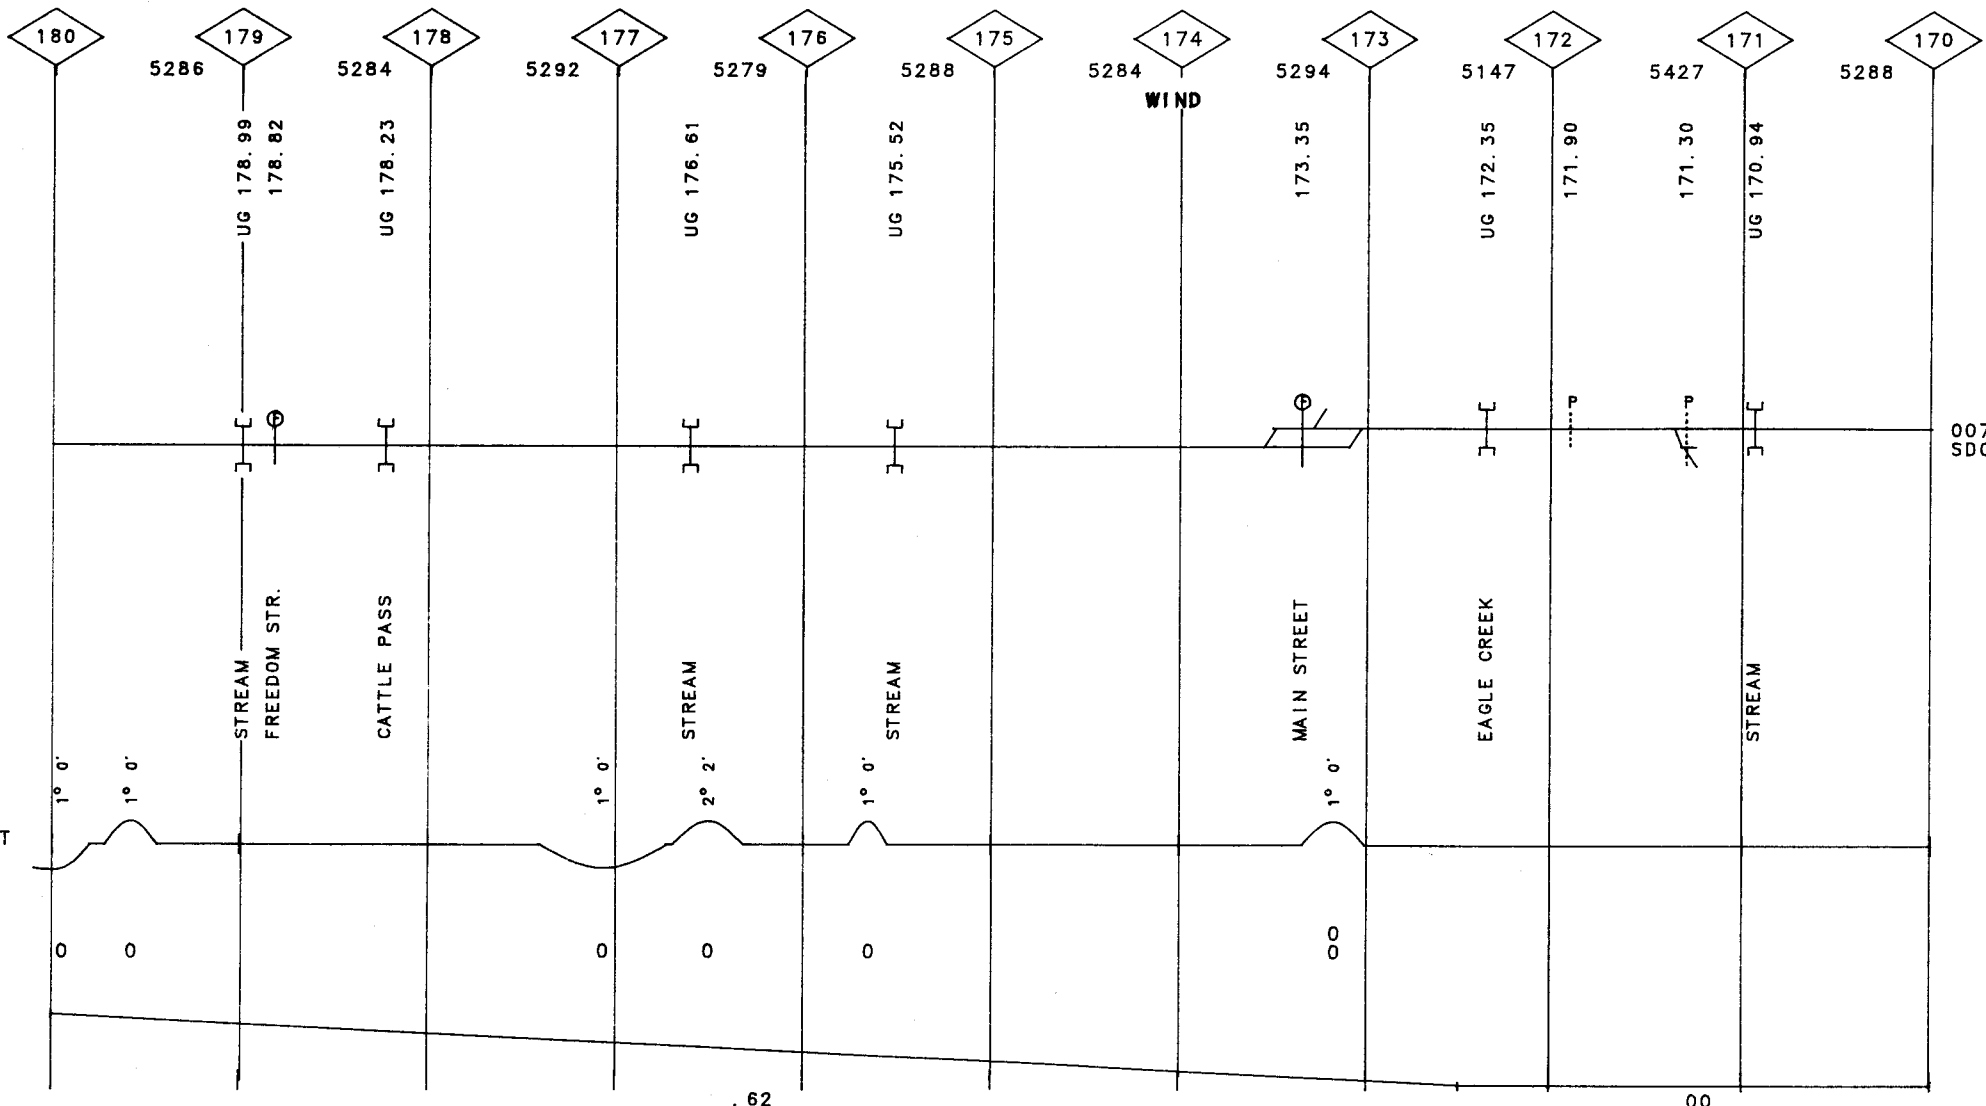 180 179 178 177 176 175 174 173 172 171 170
5286 5284 5292 5279 5288 5284 5294 5147 5427 5288
WIND
UG 178.99
178.82
UG 178.23
UG 176.61
UG 175.52
173.35
UG 172.35
171.90
171.30
UG 170.94
P P
007
SDO
STREAM
FREEDOM STR.
CATTLE PASS
STREAM
STREAM
MAIN STREET
EAGLE CREEK
STREAM
1° 0'
1° 0'
1° 0'
2° 2'
1° 0'
1° 0'
T
0 0 0 0 0 0
0
.62 00